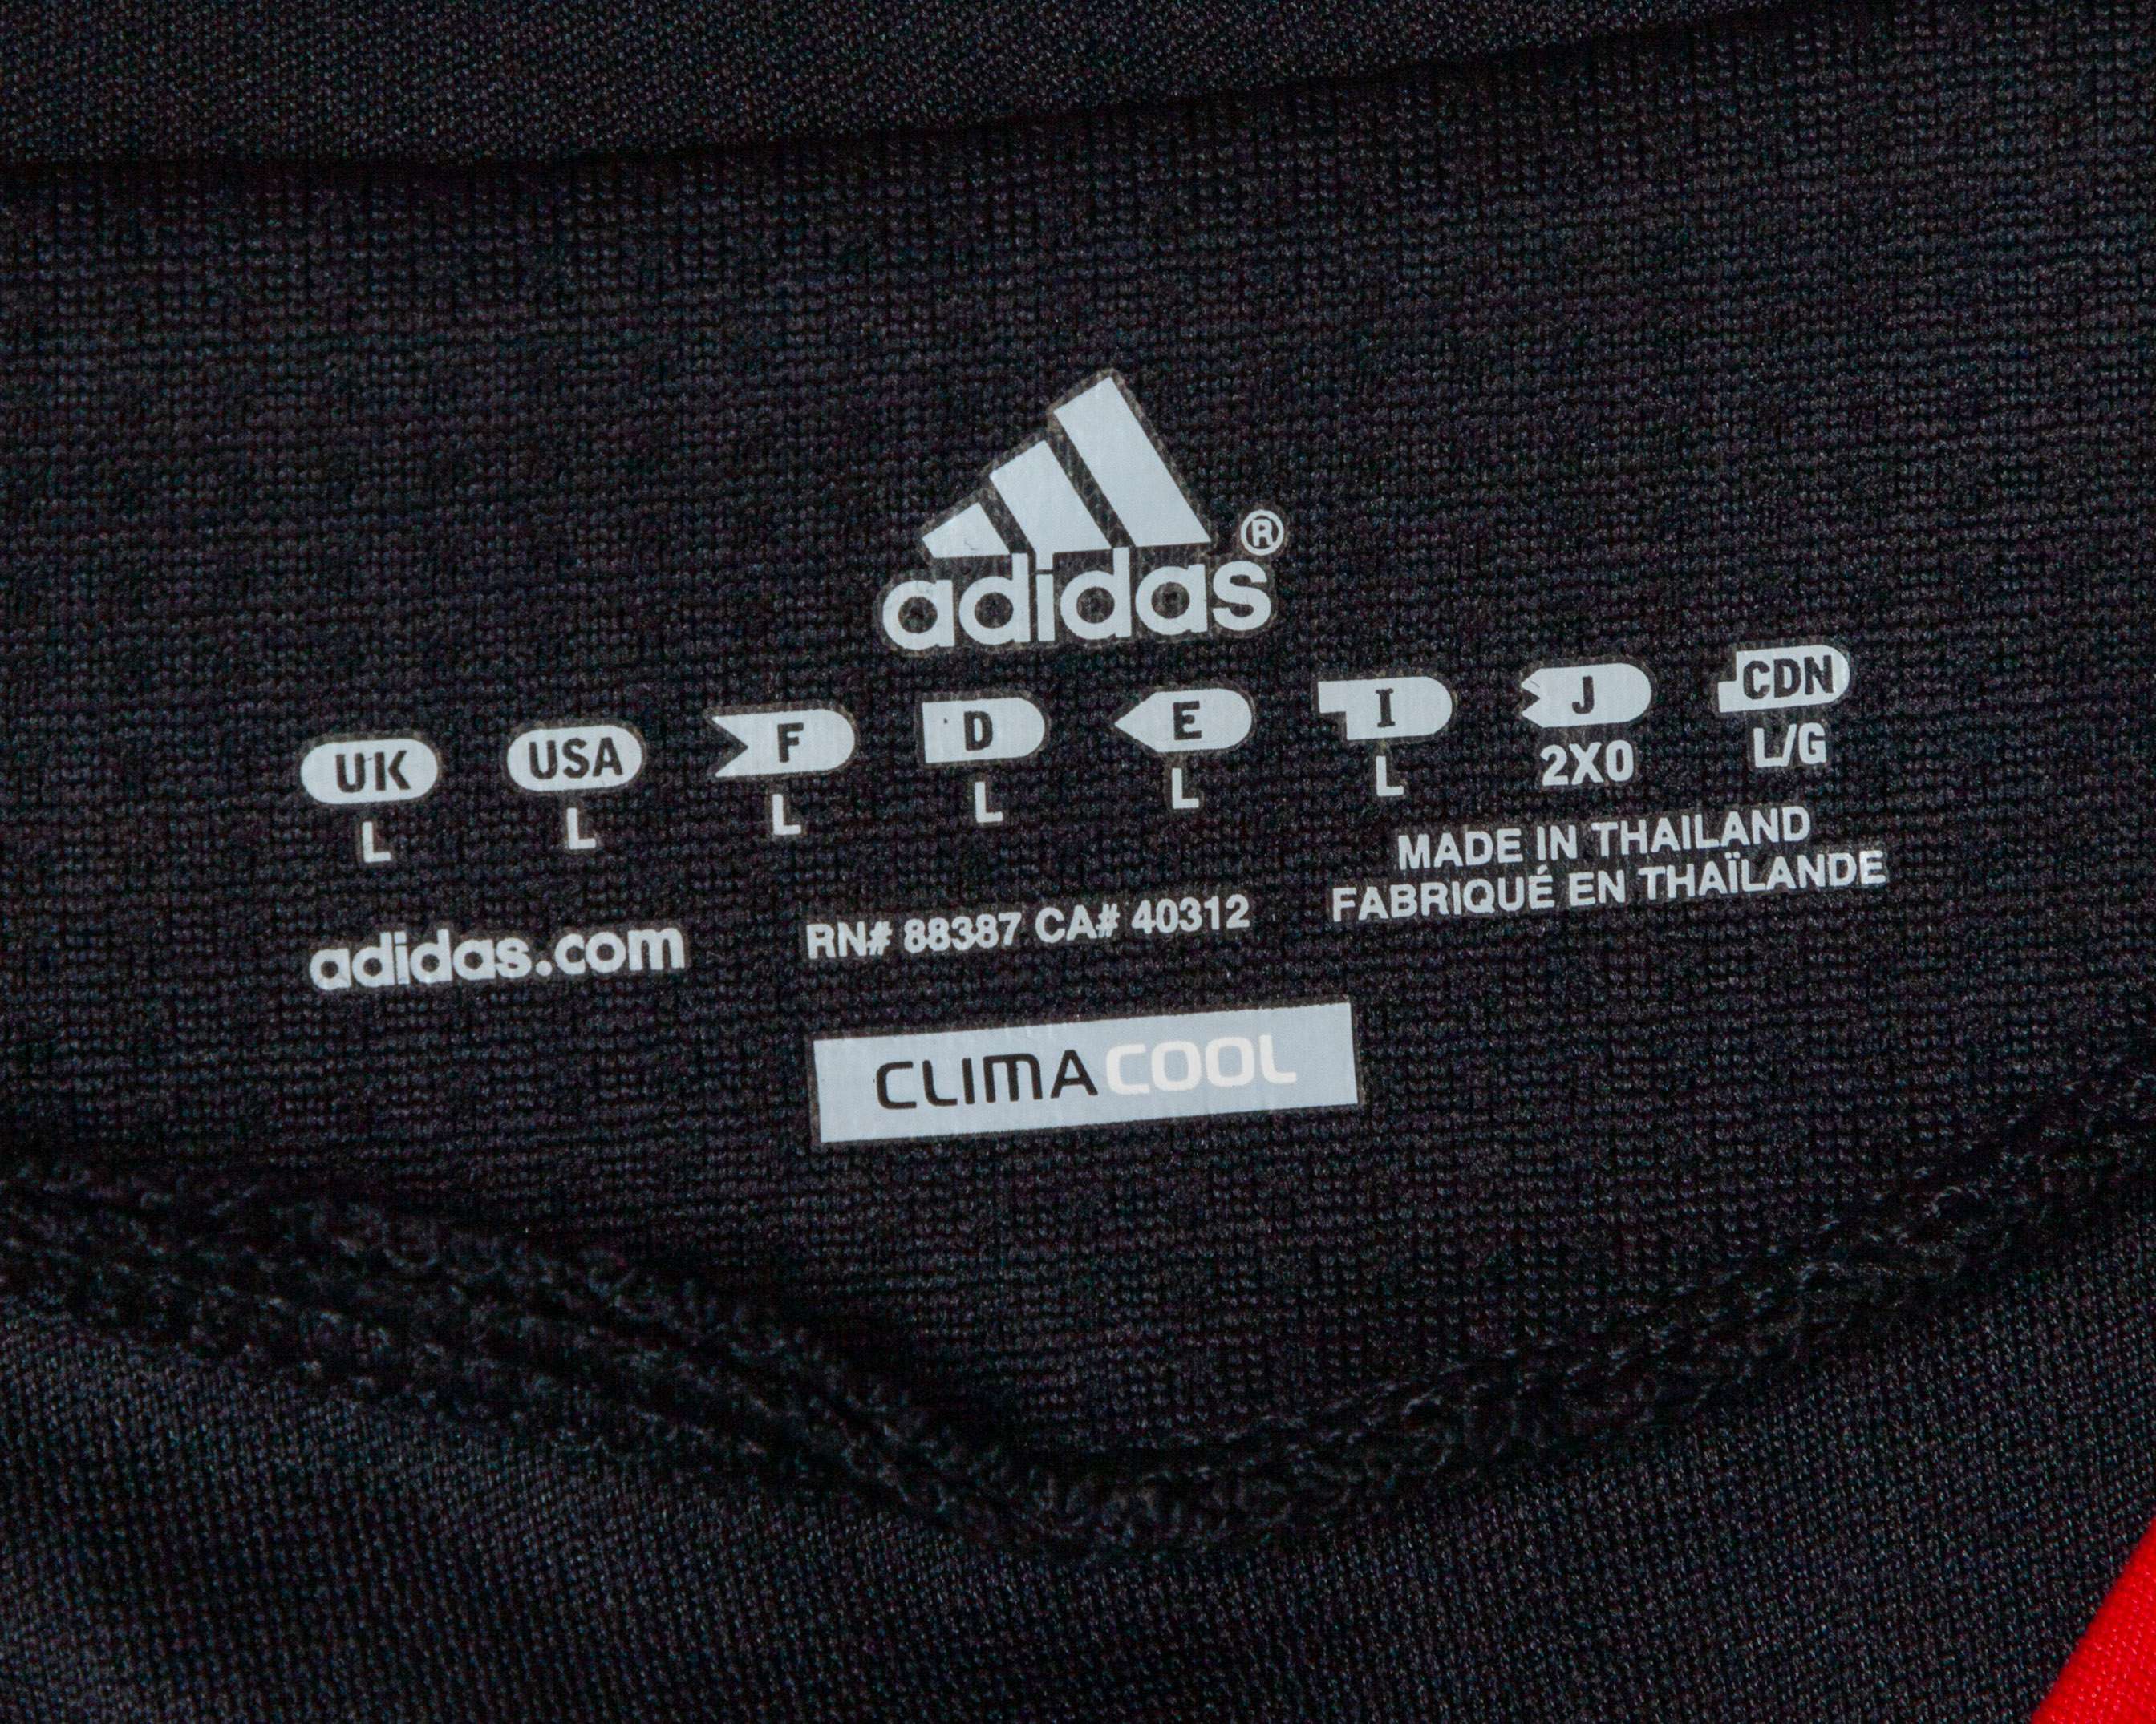 adidas®
UK USA F D E I J CDN
L L L L L L 2XO L/G
MADE IN THAILAND
FABRIQUÉ EN THAÏLANDE
adidas.com RN# 88387 CA# 40312
CLIMACOOL